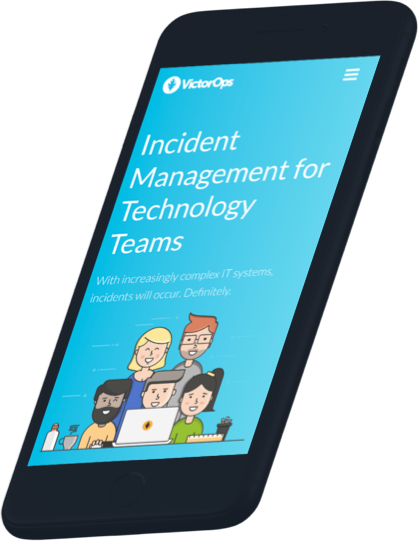 VictorOps
Incident
Management for
Technology
Teams
With increasingly complex IT systems,
incidents will occur. Definitely.